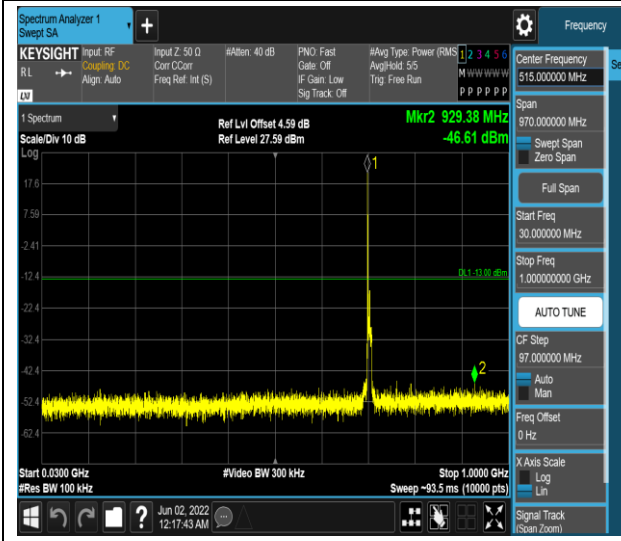 Spectrum Analyzer 1
Swept SA
+
Frequency
KEYSIGHT
RL
LXI
Input: RF
Coupling: DC
Align: Auto
Input Z: 50 Ω
Corr CCorr
Freq Ref: Int (S)
#Atten: 40 dB
PNO: Fast
Gate: Off
IF Gain: Low
Sig Track: Off
#Avg Type: Power (RMS
Avg|Hold: 5/5
Trig: Free Run
1 2 3 4 5 6
M W W W W W
P P P P P P
1 Spectrum
Scale/Div 10 dB
Log
Ref Lvl Offset 4.59 dB
Ref Level 27.59 dBm
Mkr2 929.38 MHz
-46.61 dBm
1
17.6
7.59
-2.41
-12.4
DL1 -13.00 dBm
-22.4
-32.4
-42.4
2
-52.4
-62.4
Start 0.0300 GHz
#Res BW 100 kHz
#Video BW 300 kHz
Stop 1.0000 GHz
Sweep ~93.5 ms (10000 pts)
?
Jun 02, 2022
12:17:43 AM
Center Frequency
515.000000 MHz
Se
Span
970.000000 MHz
Swept Span
Zero Span
Full Span
Start Freq
30.000000 MHz
Stop Freq
1.000000000 GHz
AUTO TUNE
CF Step
97.000000 MHz
Auto
Man
Freq Offset
0 Hz
X Axis Scale
Log
Lin
Signal Track
(Span Zoom)